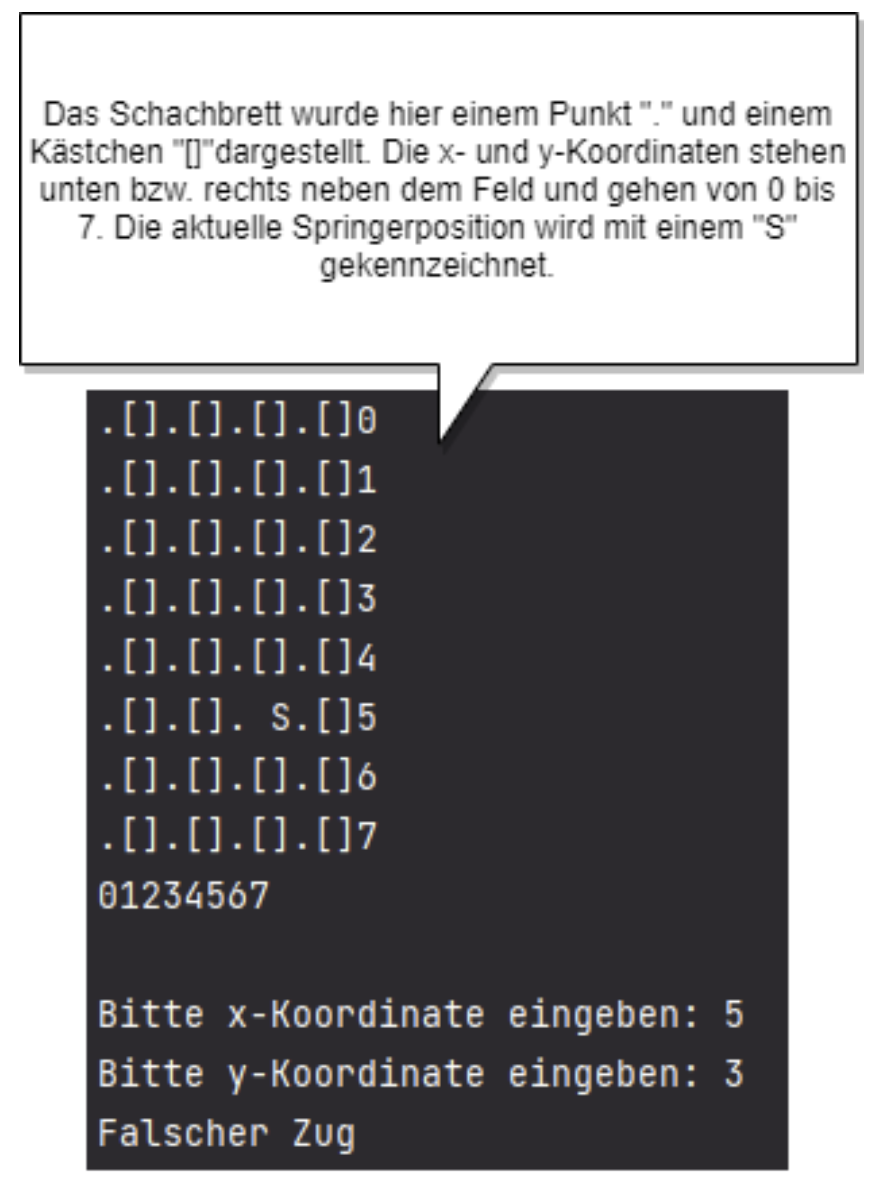 Das Schachbrett wurde hier einem Punkt "." und einem
Kästchen "[]"dargestellt. Die x- und y-Koordinaten stehen
unten bzw. rechts neben dem Feld und gehen von 0 bis
7. Die aktuelle Springerposition wird mit einem "S"
gekennzeichnet.
.[].[].[].[]0
.[].[].[].[]1
.[].[].[].[]2
.[].[].[].[]3
.[].[].[].[]4
.[].[]. S.[]5
.[].[].[].[]6
.[].[].[].[]7
01234567
Bitte x-Koordinate eingeben: 5
Bitte y-Koordinate eingeben: 3
Falscher Zug